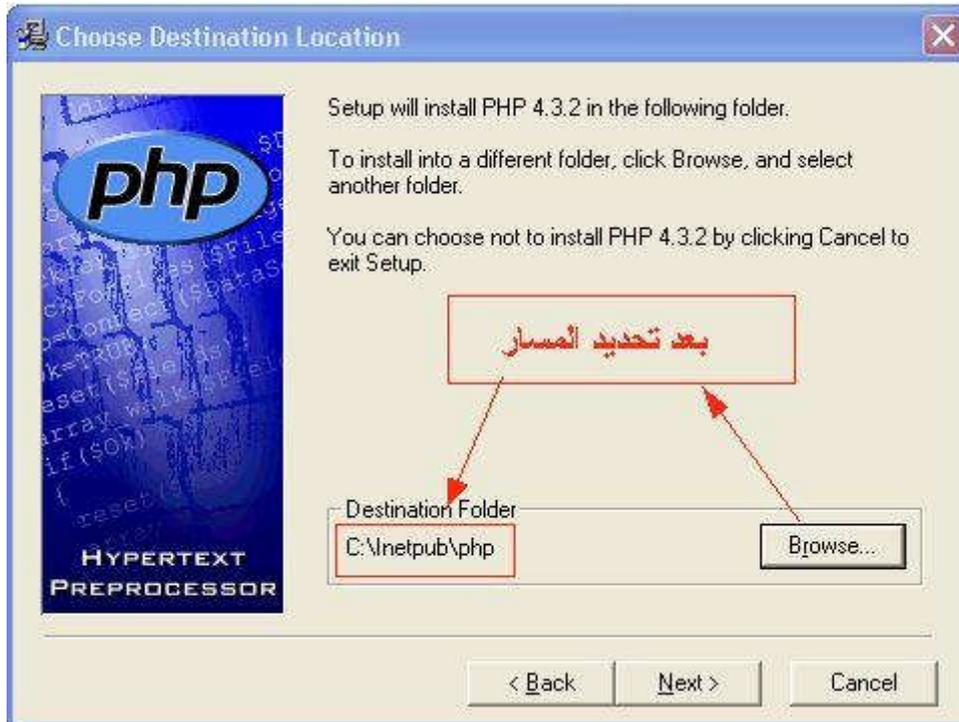 Choose Destination Location
php
HYPERTEXT
PREPROCESSOR
Setup will install PHP 4.3.2 in the following folder.
To install into a different folder, click Browse, and select
another folder.
You can choose not to install PHP 4.3.2 by clicking Cancel to
exit Setup.
بعد تحديد المسار
Destination Folder
C:\Inetpub\php
Browse...
< Back
Next >
Cancel